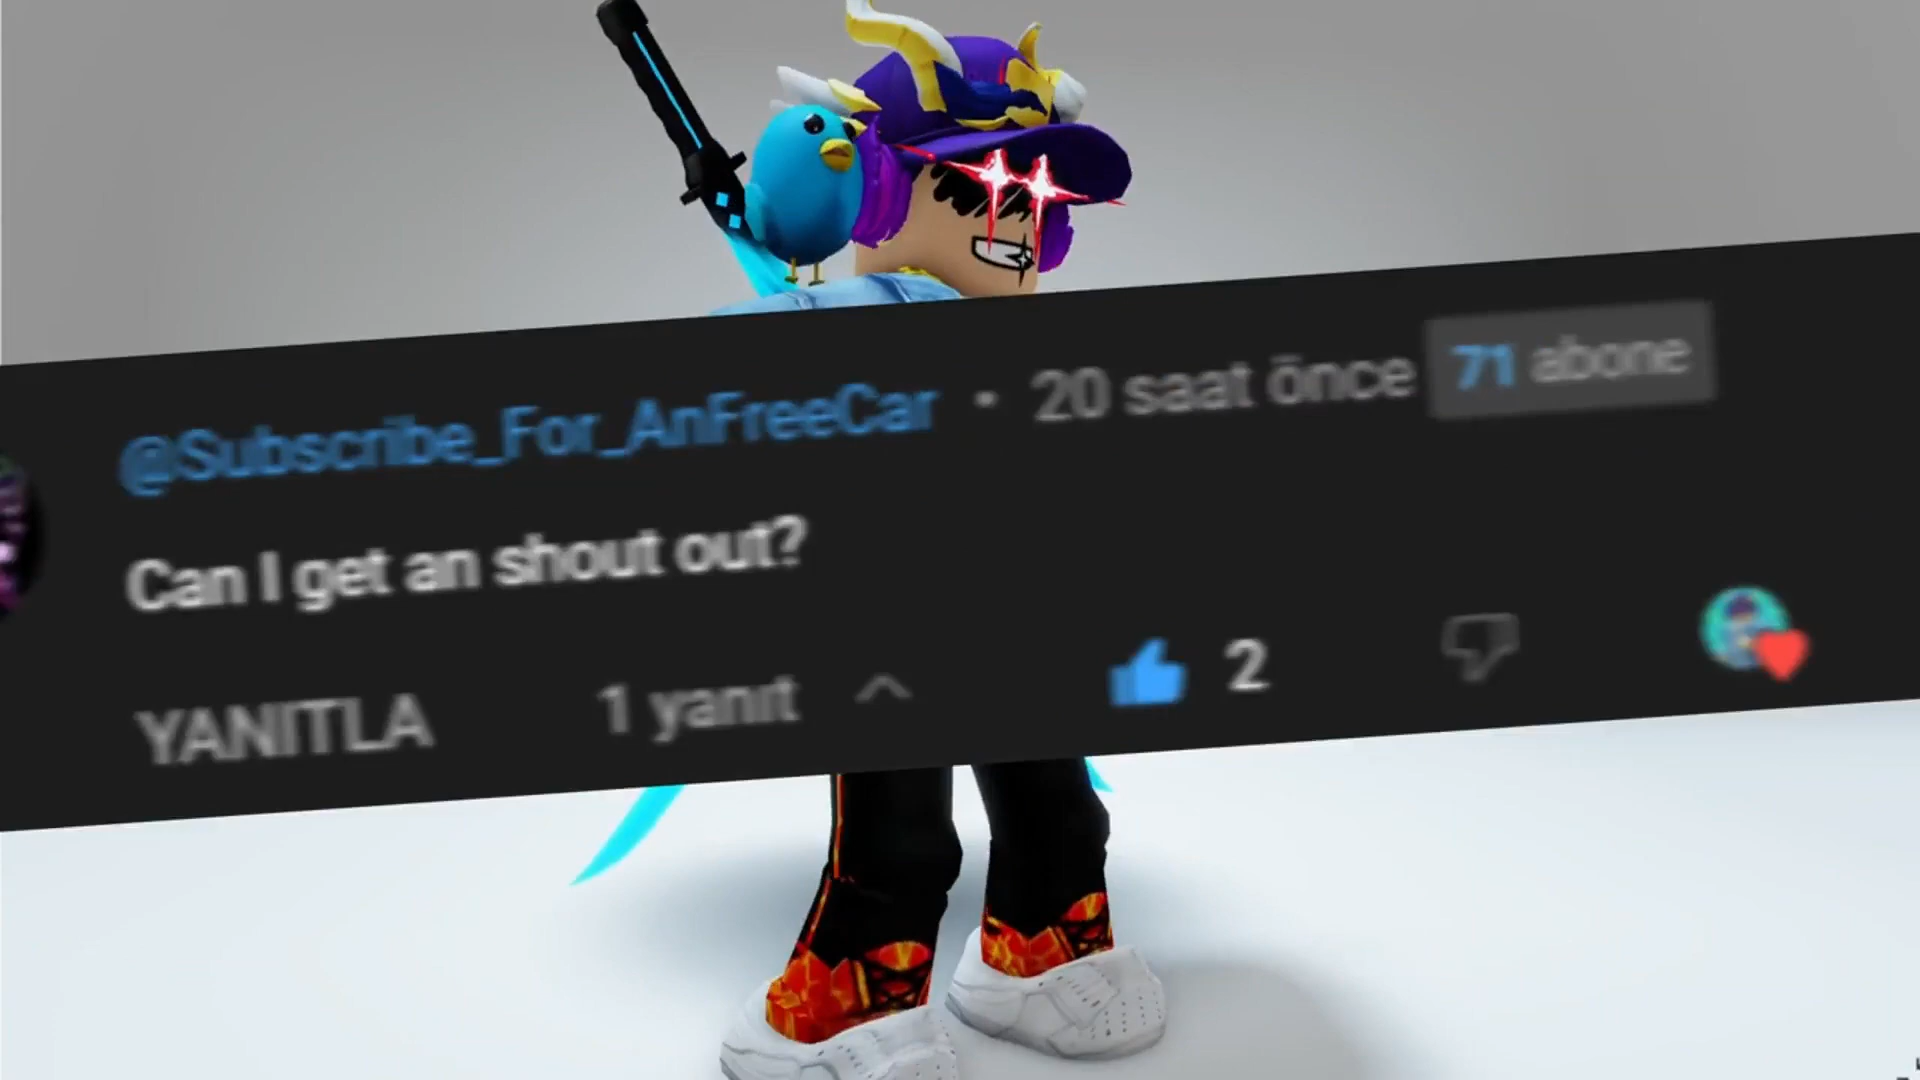 @Subscribe_For_AnFreeCar • 20 saat önce 71 abone
Can I get an shout out?
YANITLA 1 yanıt 2